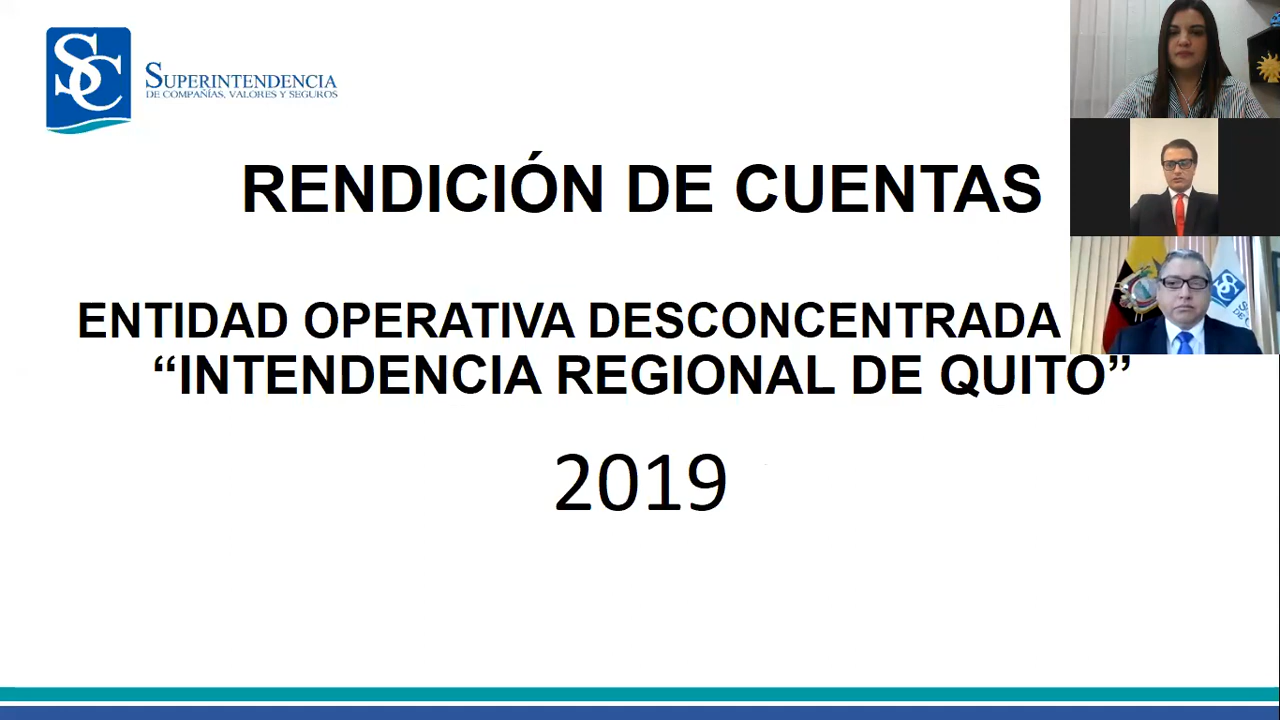 SC
SUPERINTENDENCIA
DE COMPAÑÍAS, VALORES Y SEGUROS
RENDICIÓN DE CUENTAS
ENTIDAD OPERATIVA DESCONCENTRADA
“INTENDENCIA REGIONAL DE QUITO”
2019